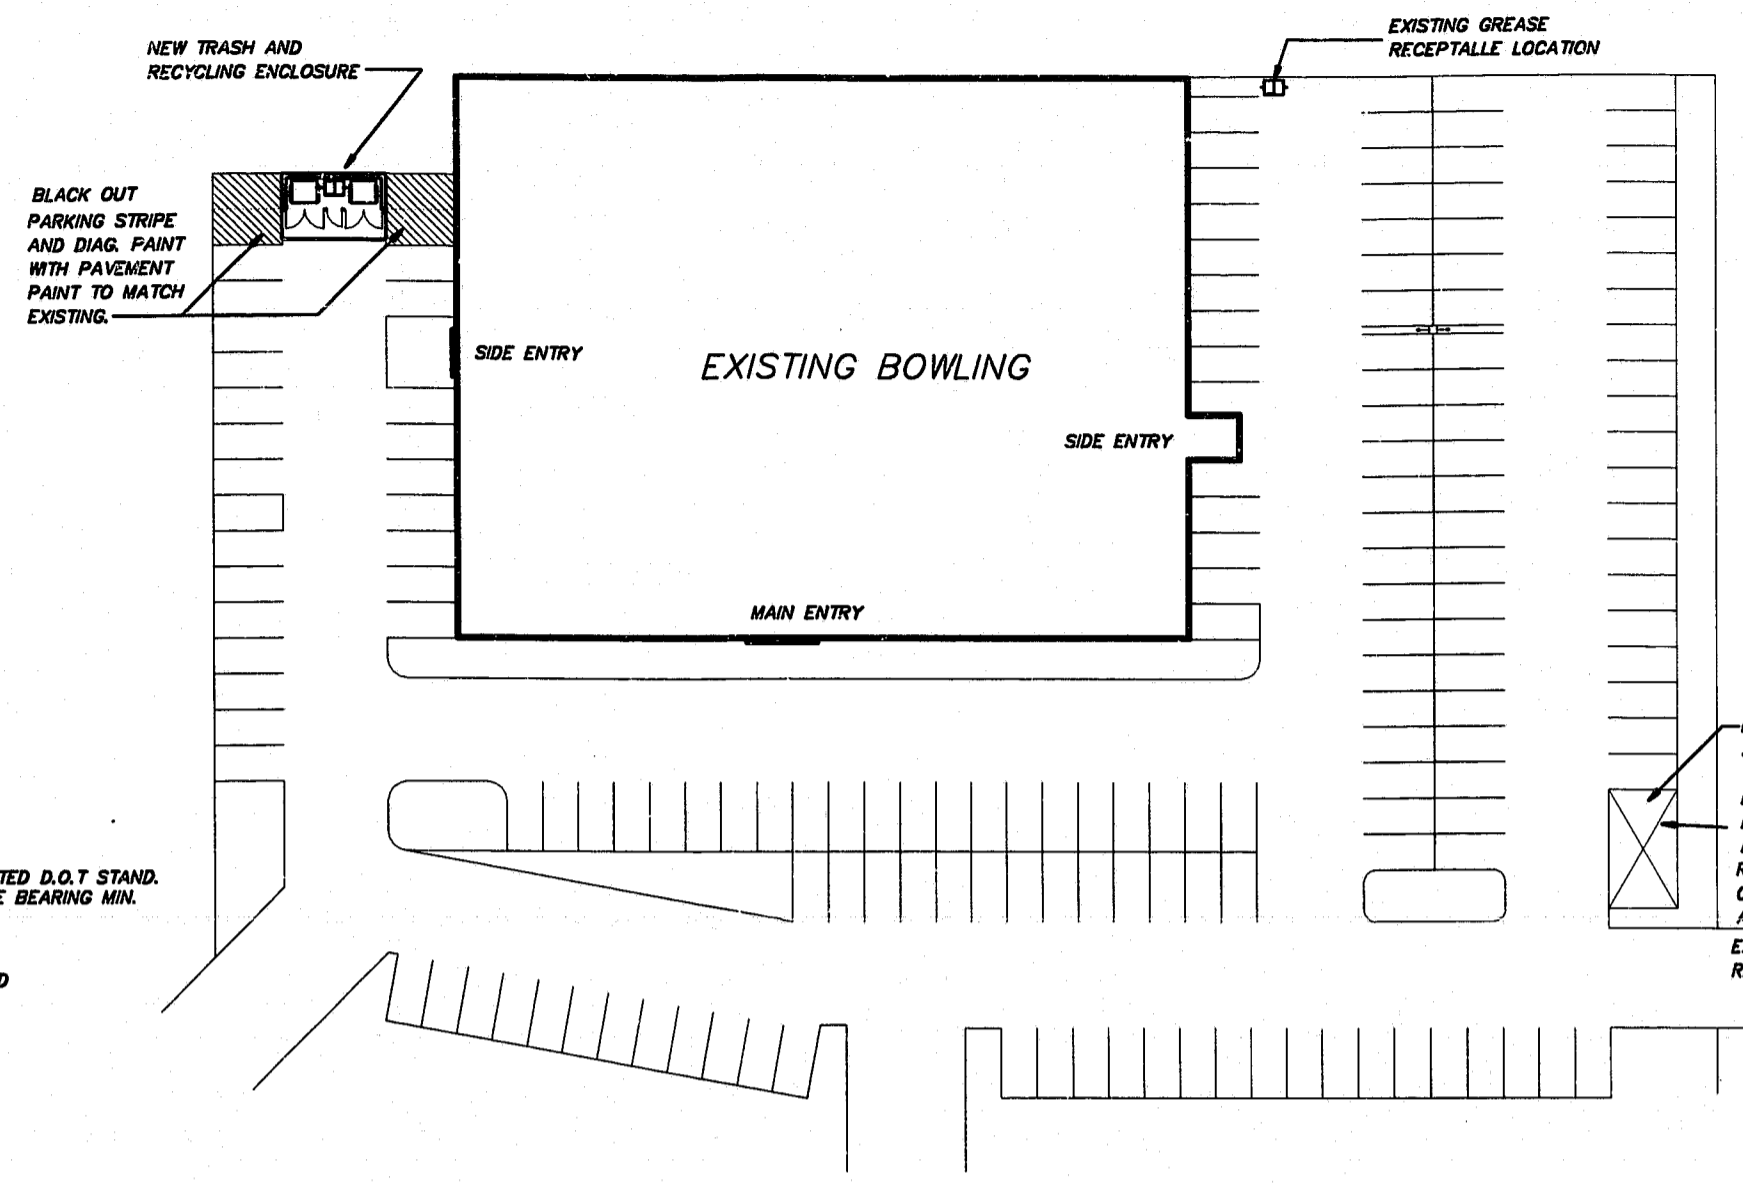 NEW TRASH AND
RECYCLING ENCLOSURE
EXISTING GREASE
RECEPTALLE LOCATION
BLACK OUT
PARKING STRIPE
AND DIAG. PAINT
WITH PAVEMENT
PAINT TO MATCH
EXISTING.
SIDE ENTRY
EXISTING BOWLING
SIDE ENTRY
MAIN ENTRY
TED D.O.T STAND.
E BEARING MIN.